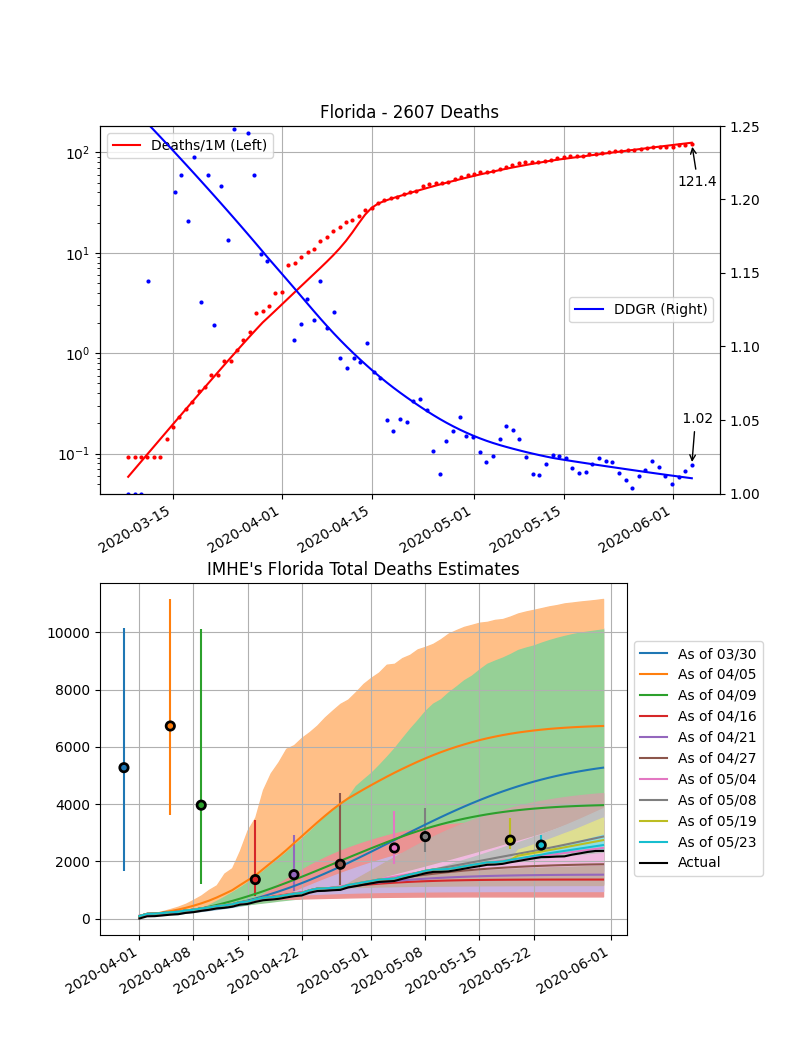 Florida - 2607 Deaths
Deaths/1M (Left)
DDGR (Right)
121.4
1.02
10²
10¹
10⁰
10⁻¹
1.25
1.20
1.15
1.10
1.05
1.00
2020-03-15
2020-04-01
2020-04-15
2020-05-01
2020-05-15
2020-06-01
IMHE's Florida Total Deaths Estimates
10000
8000
6000
4000
2000
0
2020-04-01
2020-04-08
2020-04-15
2020-04-22
2020-05-01
2020-05-08
2020-05-15
2020-05-22
2020-06-01
As of 03/30
As of 04/05
As of 04/09
As of 04/16
As of 04/21
As of 04/27
As of 05/04
As of 05/08
As of 05/19
As of 05/23
Actual